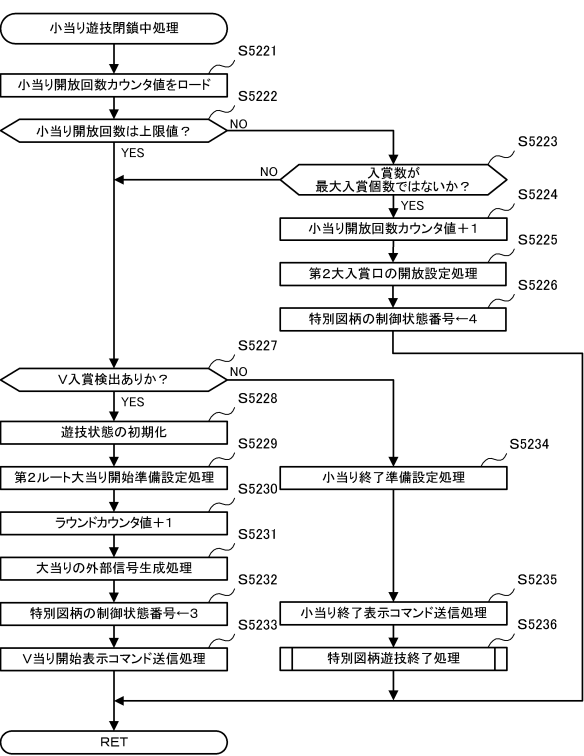 小当り遊技閉鎖中処理
S5221
小当り開放回数カウンタ値をロード
S5222
小当り開放回数は上限値？
NO
YES
S5223
入賞数が
最大入賞個数ではないか？
NO
YES
S5224
小当り開放回数カウンタ値＋1
S5225
第2大入賞口の開放設定処理
S5226
特別図柄の制御状態番号←4
S5227
V入賞検出ありか？
NO
YES
S5228
遊技状態の初期化
S5229
第2ルート大当り開始準備設定処理
S5230
ラウンドカウンタ値＋1
S5231
大当りの外部信号生成処理
S5232
特別図柄の制御状態番号←3
S5233
V当り開始表示コマンド送信処理
S5234
小当り終了準備設定処理
S5235
小当り終了表示コマンド送信処理
S5236
特別図柄遊技終了処理
RET